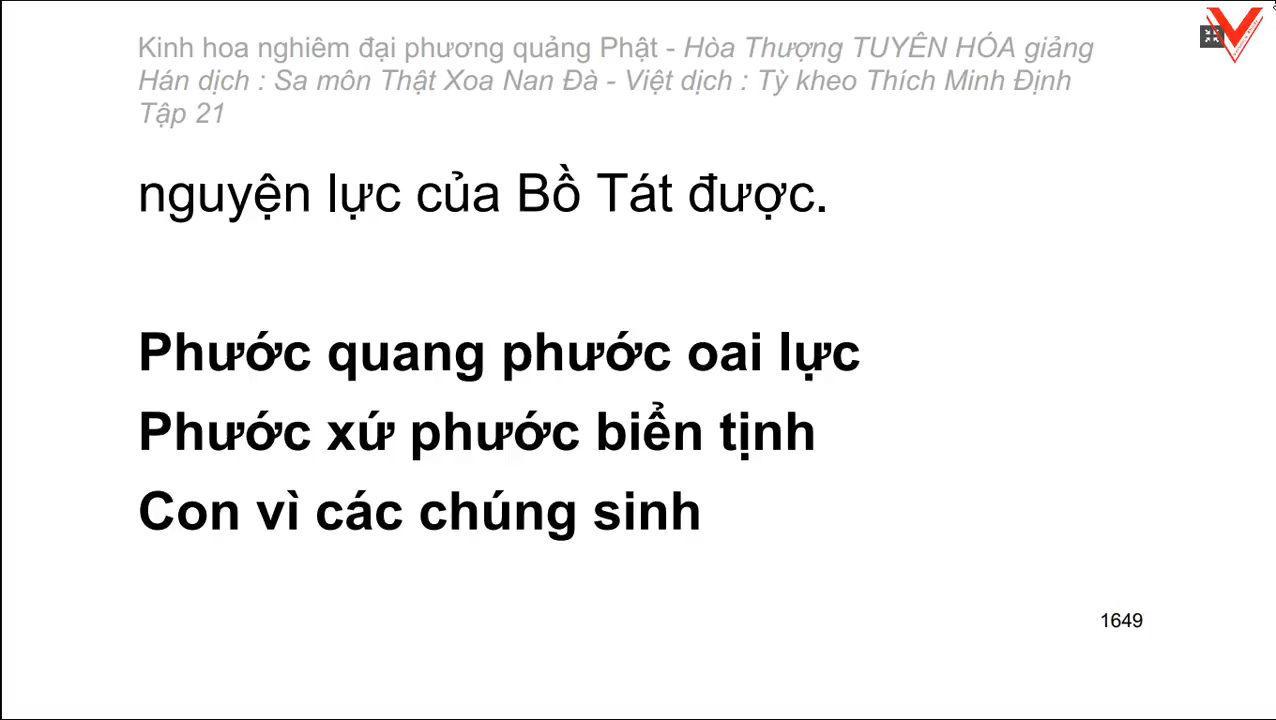 Kinh hoa nghiêm đại phương quảng Phật - Hòa Thượng TUYÊN HÓA giảng
Hán dịch : Sa môn Thật Xoa Nan Đà - Việt dịch : Tỳ kheo Thích Minh Định
Tập 21
nguyện lực của Bồ Tát được.
Phước quang phước oai lực
Phước xứ phước biển tịnh
Con vì các chúng sinh
1649